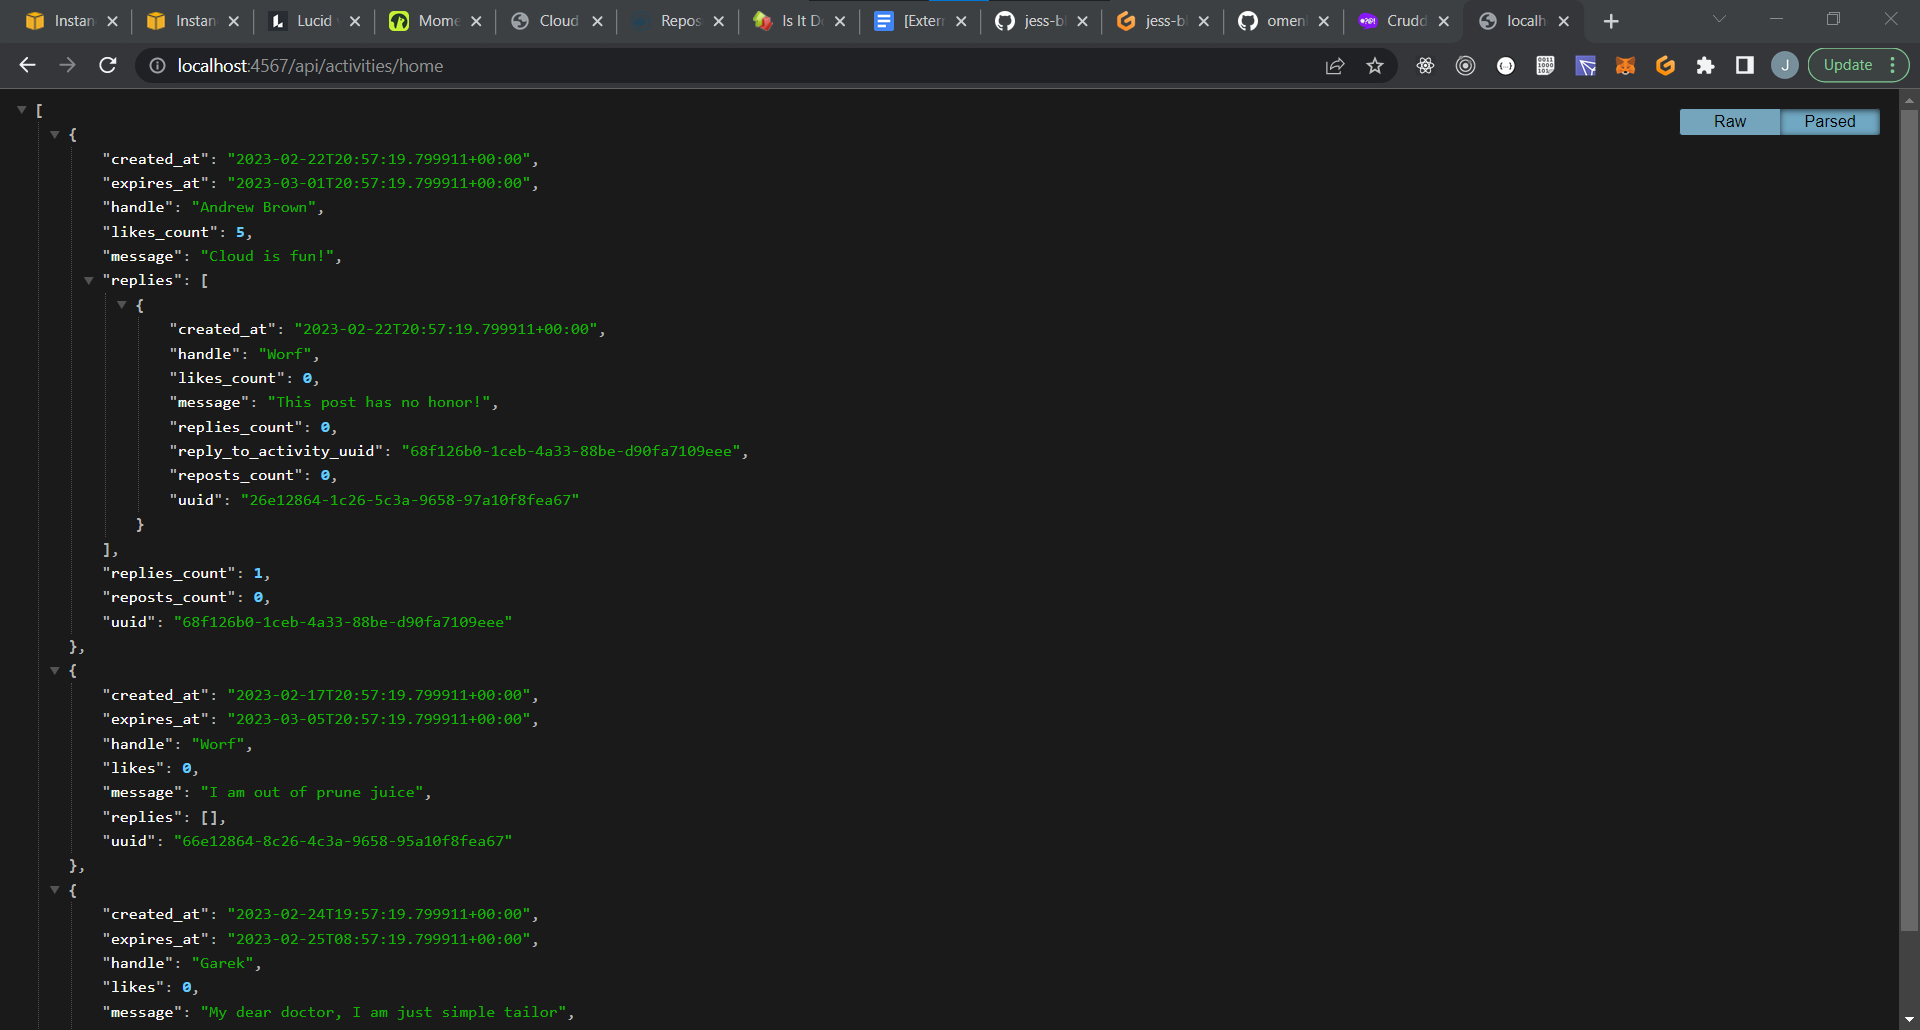 Instan
Instan
Lucid
Mome
Cloud
Repos
Is It Do
[Extern
jess-bl
jess-bl
omenl
Crudd
localh
localhost:4567/api/activities/home
J
Update
Raw
Parsed
[
{
"created_at": "2023-02-22T20:57:19.799911+00:00",
"expires_at": "2023-03-01T20:57:19.799911+00:00",
"handle": "Andrew Brown",
"likes_count": 5,
"message": "Cloud is fun!",
"replies": [
{
"created_at": "2023-02-22T20:57:19.799911+00:00",
"handle": "Worf",
"likes_count": 0,
"message": "This post has no honor!",
"replies_count": 0,
"reply_to_activity_uuid": "68f126b0-1ceb-4a33-88be-d90fa7109eee",
"reposts_count": 0,
"uuid": "26e12864-1c26-5c3a-9658-97a10f8fea67"
}
],
"replies_count": 1,
"reposts_count": 0,
"uuid": "68f126b0-1ceb-4a33-88be-d90fa7109eee"
},
{
"created_at": "2023-02-17T20:57:19.799911+00:00",
"expires_at": "2023-03-05T20:57:19.799911+00:00",
"handle": "Worf",
"likes": 0,
"message": "I am out of prune juice",
"replies": [],
"uuid": "66e12864-8c26-4c3a-9658-95a10f8fea67"
},
{
"created_at": "2023-02-24T19:57:19.799911+00:00",
"expires_at": "2023-02-25T08:57:19.799911+00:00",
"handle": "Garek",
"likes": 0,
"message": "My dear doctor, I am just simple tailor",